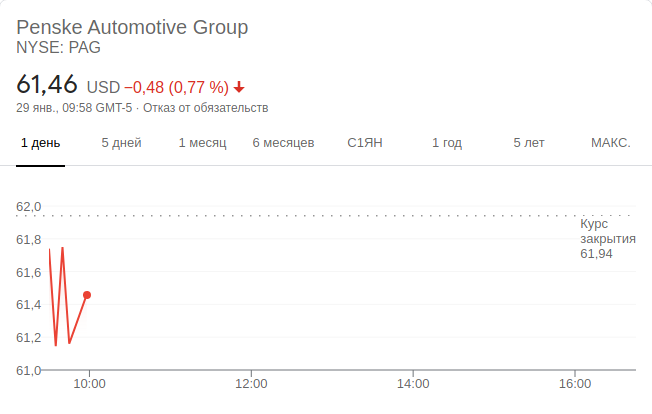 Penske Automotive Group
NYSE: PAG
61,46 USD −0,48 (0,77 %)
29 янв., 09:58 GMT-5 · Отказ от обязательств
1 день 5 дней 1 месяц 6 месяцев С1ЯН 1 год 5 лет МАКС.
62,0
Курс
закрытия
61,94
61,8
61,6
61,4
61,2
61,0
10:00 12:00 14:00 16:00